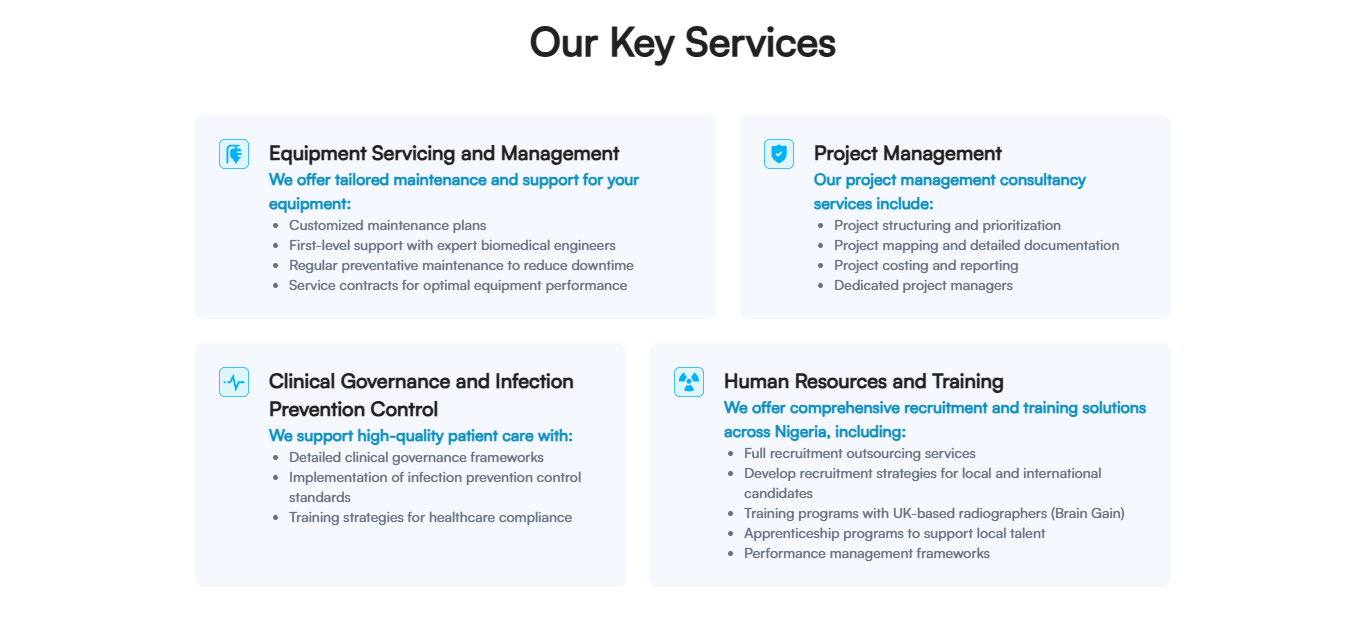 Our Key Services
Equipment Servicing and Management
We offer tailored maintenance and support for your
equipment:
• Customized maintenance plans
• First-level support with expert biomedical engineers
• Regular preventative maintenance to reduce downtime
• Service contracts for optimal equipment performance
Project Management
Our project management consultancy
services include:
• Project structuring and prioritization
• Project mapping and detailed documentation
• Project costing and reporting
• Dedicated project managers
Clinical Governance and Infection
Prevention Control
We support high-quality patient care with:
• Detailed clinical governance frameworks
• Implementation of infection prevention control
standards
• Training strategies for healthcare compliance
Human Resources and Training
We offer comprehensive recruitment and training solutions
across Nigeria, including:
• Full recruitment outsourcing services
• Develop recruitment strategies for local and international
candidates
• Training programs with UK-based radiographers (Brain Gain)
• Apprenticeship programs to support local talent
• Performance management frameworks